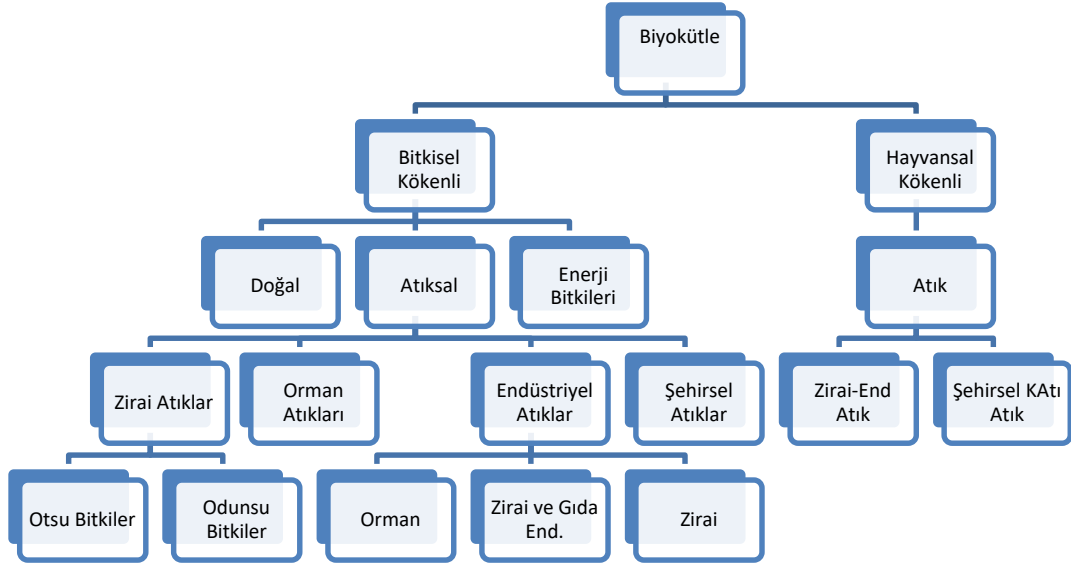 Biyokütle
Bitkisel
Kökenli
Hayvansal
Kökenli
Doğal
Atıksal
Enerji
Bitkileri
Atık
Zirai Atıklar
Orman
Atıkları
Endüstriyel
Atıklar
Şehirsel
Atıklar
Zirai-End
Atık
Şehirsel KAtı
Atık
Otsu Bitkiler
Odunsu
Bitkiler
Orman
Zirai ve Gıda
End.
Zirai